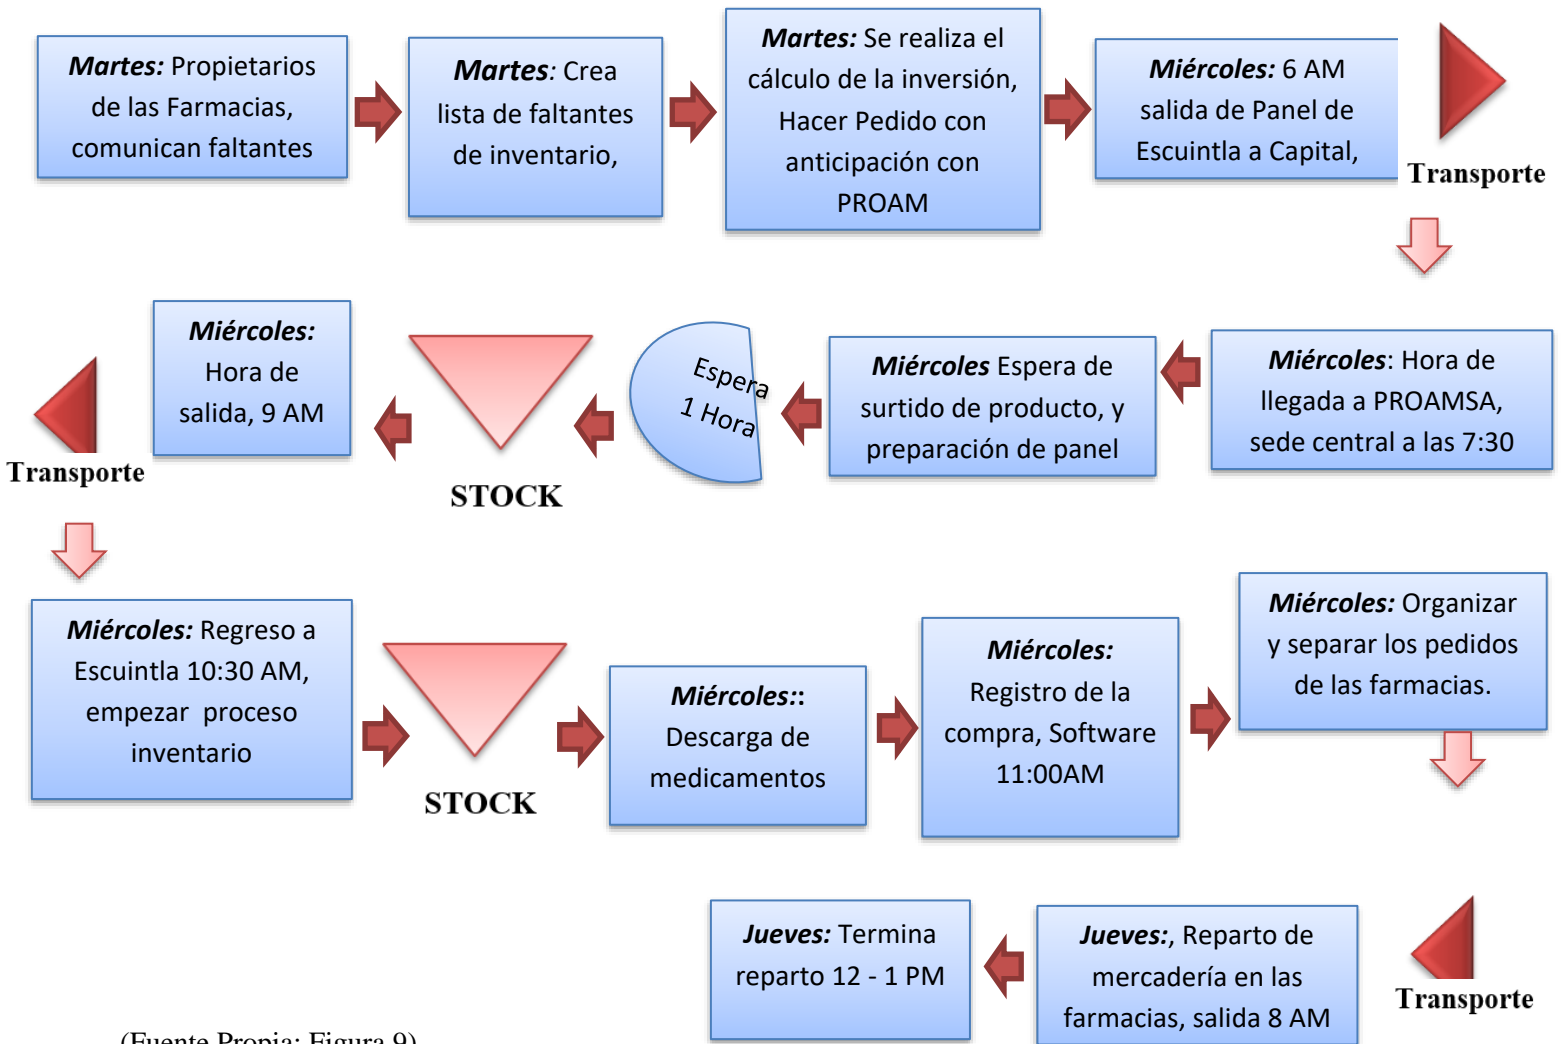 Martes: Propietarios
de las Farmacias,
comunican faltantes
Martes: Crea
lista de faltantes
de inventario,
Martes: Se realiza el
cálculo de la inversión,
Hacer Pedido con
anticipación con
PROAM
Miércoles: 6 AM
salida de Panel de
Escuintla a Capital,
Transporte
Miércoles: Hora de
llegada a PROAMSA,
sede central a las 7:30
Miércoles Espera de
surtido de producto, y
preparación de panel
Espera
1 Hora
STOCK
Miércoles:
Hora de
salida, 9 AM
Transporte
Miércoles: Regreso a
Escuintla 10:30 AM,
empezar proceso
inventario
STOCK
Miércoles::
Descarga de
medicamentos
Miércoles:
Registro de la
compra, Software
11:00AM
Miércoles: Organizar
y separar los pedidos
de las farmacias.
Transporte
Jueves:, Reparto de
mercadería en las
farmacias, salida 8 AM
Jueves: Termina
reparto 12 - 1 PM
(Fuente Propia: Figura 9)